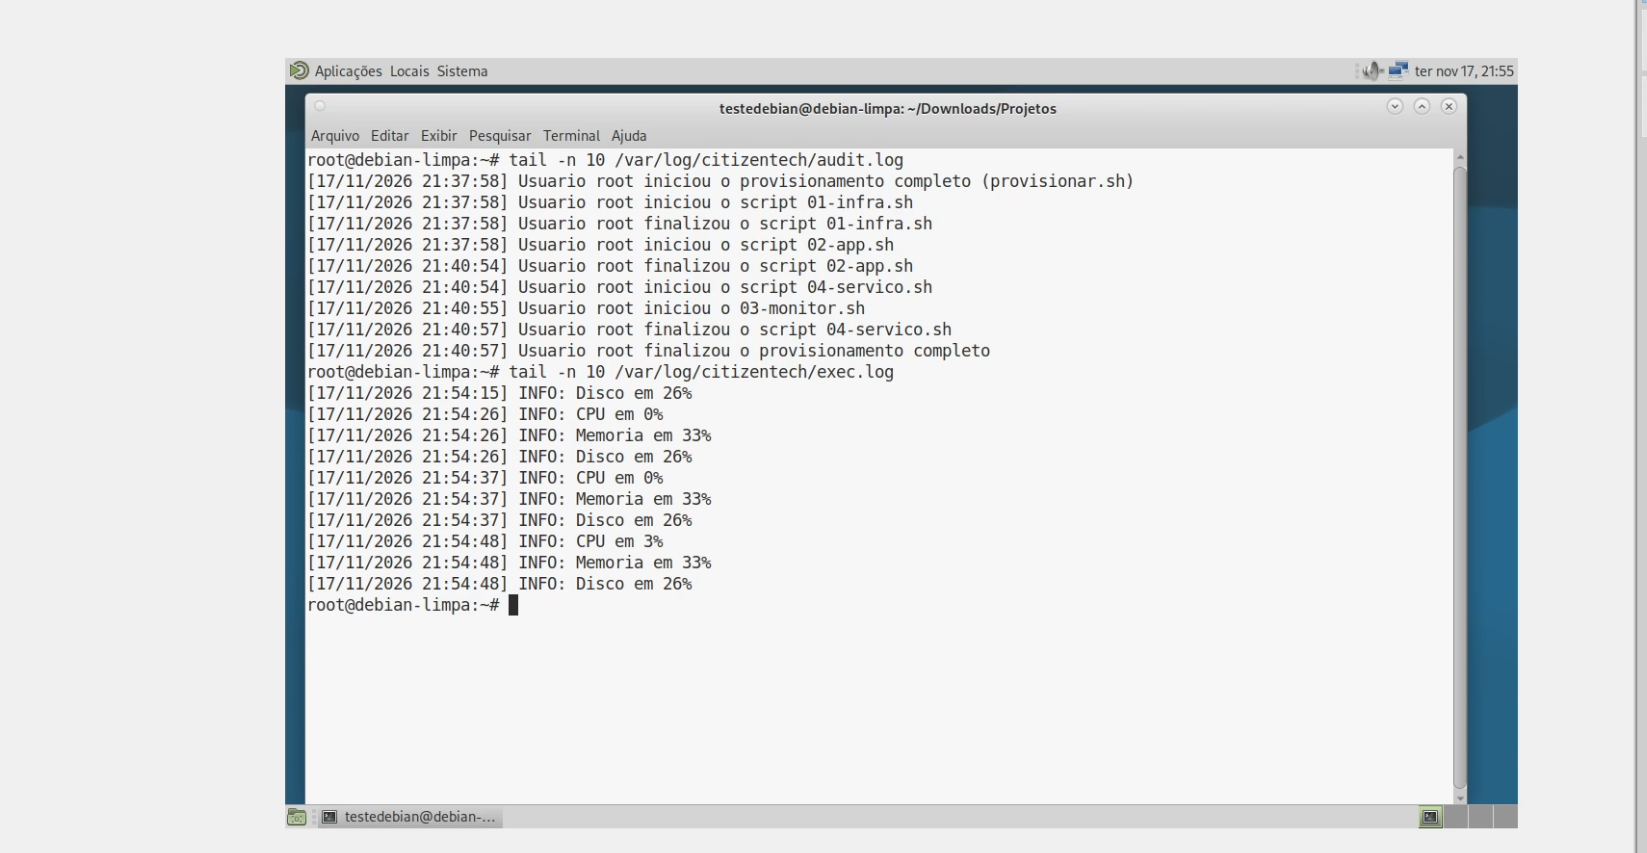 Aplicações Locais Sistema
ter nov 17, 21:55
testedebian@debian-limpa: ~/Downloads/Projetos
Arquivo Editar Exibir Pesquisar Terminal Ajuda
root@debian-limpa:~# tail -n 10 /var/log/citizentech/audit.log
[17/11/2026 21:37:58] Usuario root iniciou o provisionamento completo (provisionar.sh)
[17/11/2026 21:37:58] Usuario root iniciou o script 01-infra.sh
[17/11/2026 21:37:58] Usuario root finalizou o script 01-infra.sh
[17/11/2026 21:37:58] Usuario root iniciou o script 02-app.sh
[17/11/2026 21:40:54] Usuario root finalizou o script 02-app.sh
[17/11/2026 21:40:54] Usuario root iniciou o script 04-servico.sh
[17/11/2026 21:40:55] Usuario root iniciou o 03-monitor.sh
[17/11/2026 21:40:57] Usuario root finalizou o script 04-servico.sh
[17/11/2026 21:40:57] Usuario root finalizou o provisionamento completo
root@debian-limpa:~# tail -n 10 /var/log/citizentech/exec.log
[17/11/2026 21:54:15] INFO: Disco em 26%
[17/11/2026 21:54:26] INFO: CPU em 0%
[17/11/2026 21:54:26] INFO: Memoria em 33%
[17/11/2026 21:54:26] INFO: Disco em 26%
[17/11/2026 21:54:37] INFO: CPU em 0%
[17/11/2026 21:54:37] INFO: Memoria em 33%
[17/11/2026 21:54:37] INFO: Disco em 26%
[17/11/2026 21:54:48] INFO: CPU em 3%
[17/11/2026 21:54:48] INFO: Memoria em 33%
[17/11/2026 21:54:48] INFO: Disco em 26%
root@debian-limpa:~#
testedebian@debian-...